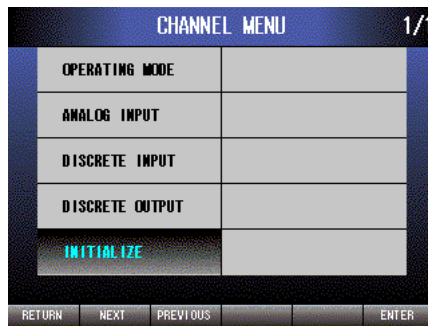 CHANNEL MENU 1/1
OPERATING MODE
ANALOG INPUT
DISCRETE INPUT
DISCRETE OUTPUT
INITIALIZE
RETURN NEXT PREVIOUS ENTER